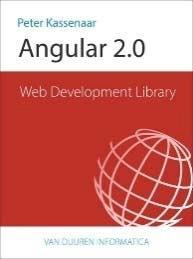 Peter Kassenaar
Angular 2.0
Web Development Library
VAN DUUREN INFORMATICA